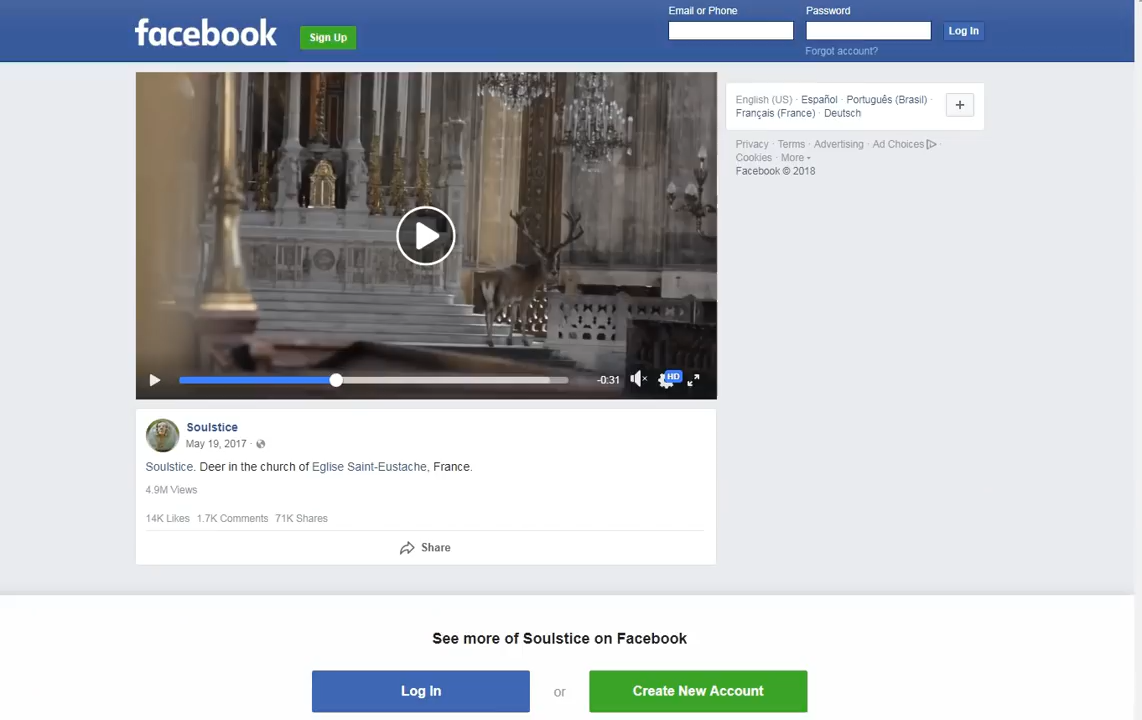 facebook
Sign Up
Email or Phone
Password
Log In
Forgot account?
English (US) · Español · Português (Brasil) ·
Français (France) · Deutsch
+
Privacy · Terms · Advertising · Ad Choices ·
Cookies · More
Facebook © 2018
-0:31
HD
Soulstice
May 19, 2017 ·
Soulstice. Deer in the church of Eglise Saint-Eustache, France.
4.9M Views
14K Likes 1.7K Comments 71K Shares
Share
See more of Soulstice on Facebook
Log In
or
Create New Account